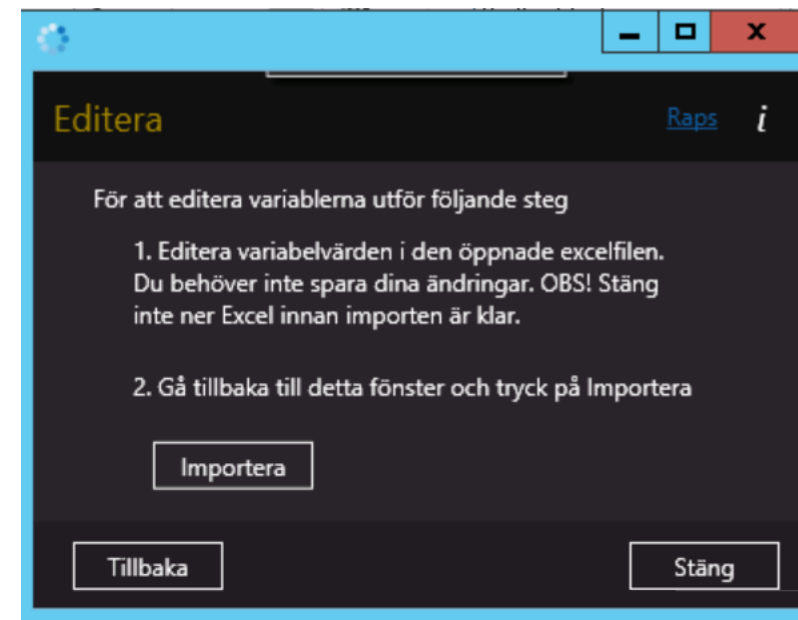 Editera
Raps i
För att editera variablerna utför följande steg
1. Editera variabelvärden i den öppnade excelfilen.
Du behöver inte spara dina ändringar. OBS! Stäng
inte ner Excel innan importen är klar.
2. Gå tillbaka till detta fönster och tryck på Importera
Importera
Tillbaka
Stäng